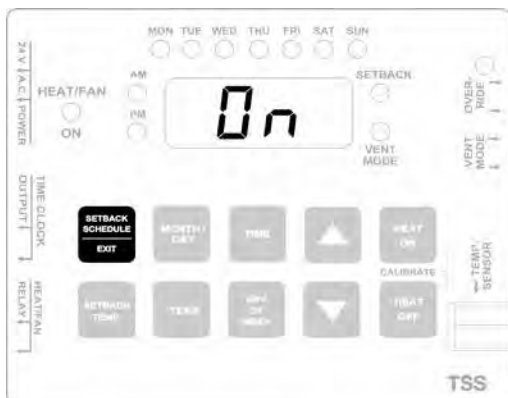 MON TUE WED THU FRI SAT SUN
24V A.C. POWER
AM
SETBACK
HEAT/FAN
ON
PM
On
VENT
MODE
OVER-
RIDE
VENT
MODE
TIME CLOCK
OUTPUT
SETBACK
SCHEDULE
EXIT
MONTH /
DAY
TIME
HEAT
ON
CALIBRATE
TEMP.
SENSOR
HEAT/FAN
RELAY
SETBACK
TEMP
TEMP
DAY
OF
WEEK
HEAT
OFF
TSS